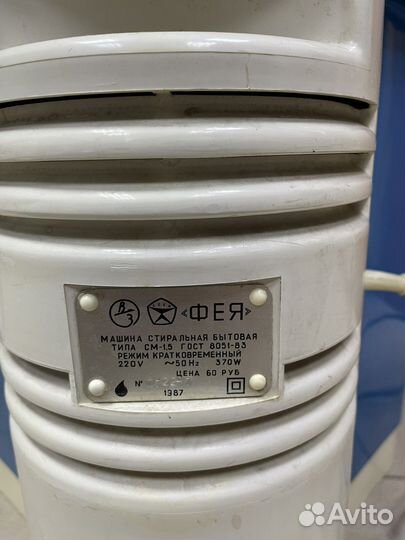 «ФЕЯ»
МАШИНА СТИРАЛЬНАЯ БЫТОВАЯ
ТИПА СМ-1,5 ГОСТ 8051-83
РЕЖИМ КРАТКОВРЕМЕННЫЙ
220V ~50Hz 370W
ЦЕНА 60 РУБ
N°
1987
Avito